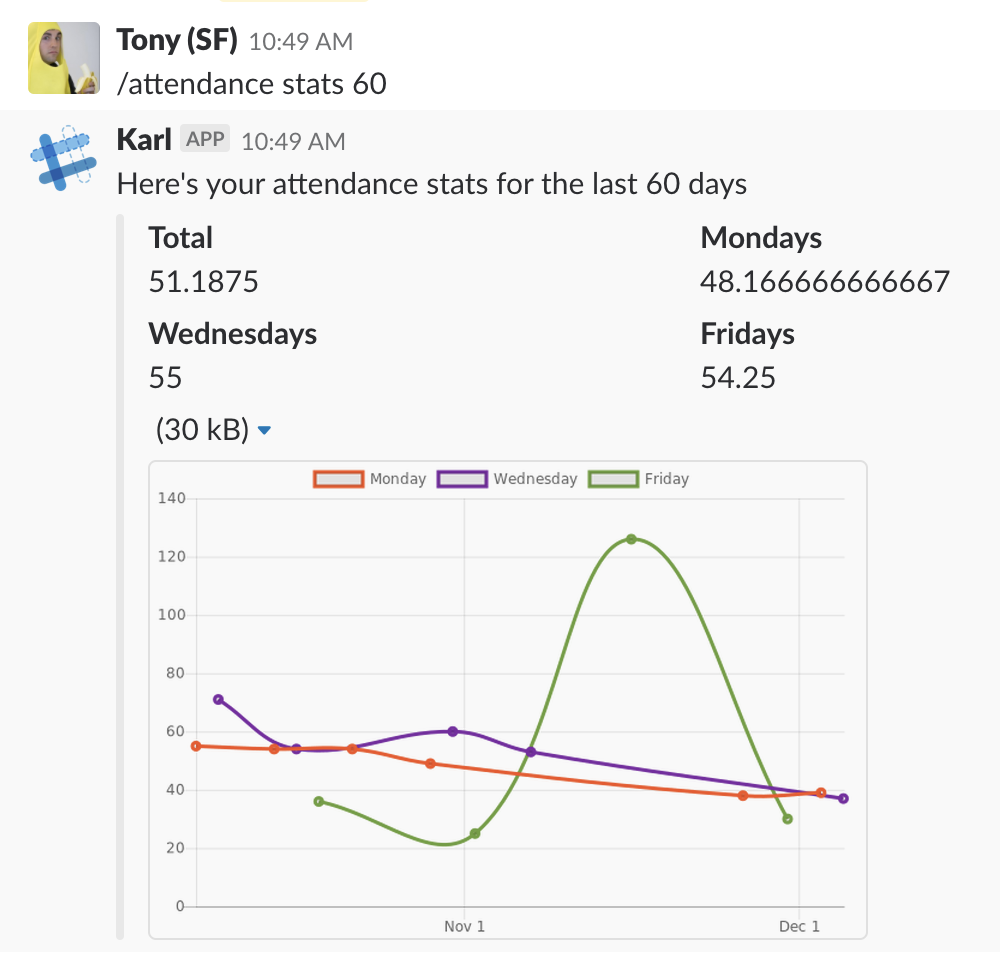 Tony (SF) 10:49 AM
/attendance stats 60
Karl APP 10:49 AM
Here's your attendance stats for the last 60 days
Total Mondays
51.1875 48.166666666667
Wednesdays Fridays
55 54.25
(30 kB)
Monday Wednesday Friday
140
120
100
80
60
40
20
0
Nov 1 Dec 1